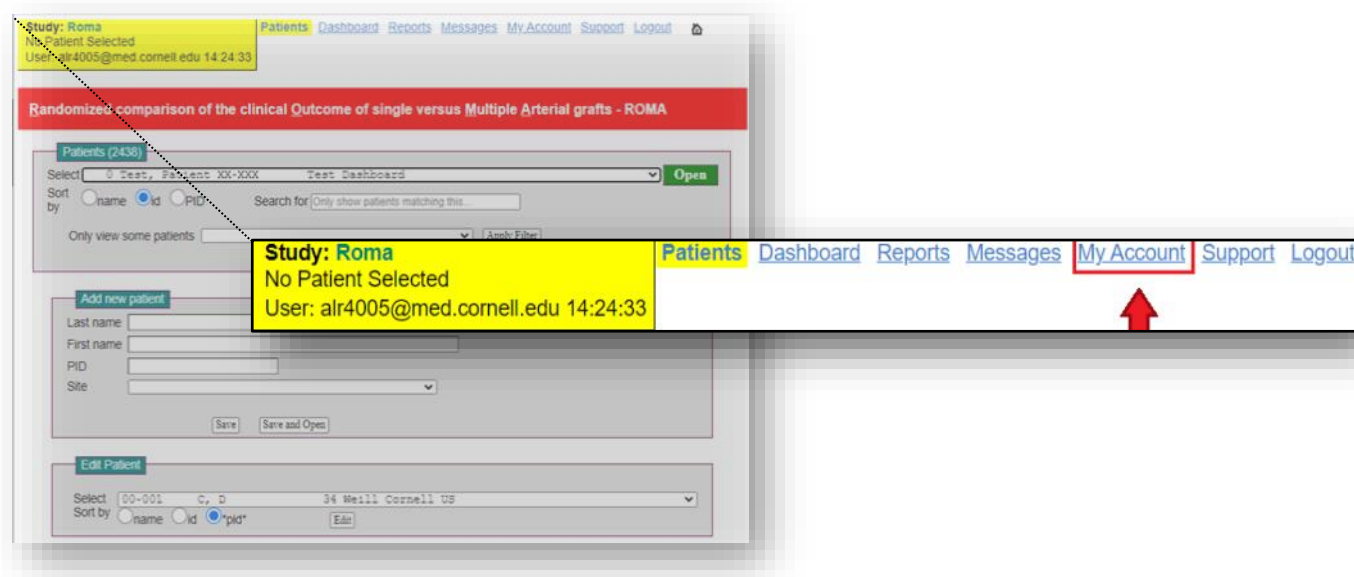 Study: Roma
No Patient Selected
User: alr4005@med.cornell.edu 14:24:33
Patients Dashboard Reports Messages My Account Support Logout
Randomized comparison of the clinical Outcome of single versus Multiple Arterial grafts - ROMA
Patients (2438)
Select 0 Test, Patient XX-XXX Test Dashboard Open
Sort by name id PID Search for Only show patients matching this...
Only view some patients Apply Filter
Study: Roma
No Patient Selected
User: alr4005@med.cornell.edu 14:24:33
Patients Dashboard Reports Messages My Account Support Logout
Add new patient
Last name
First name
PID
Site
Save Save and Open
Edit Patient
Select 00-001 C, D 34 Weill Cornell US
Sort by name id *pid* Edit